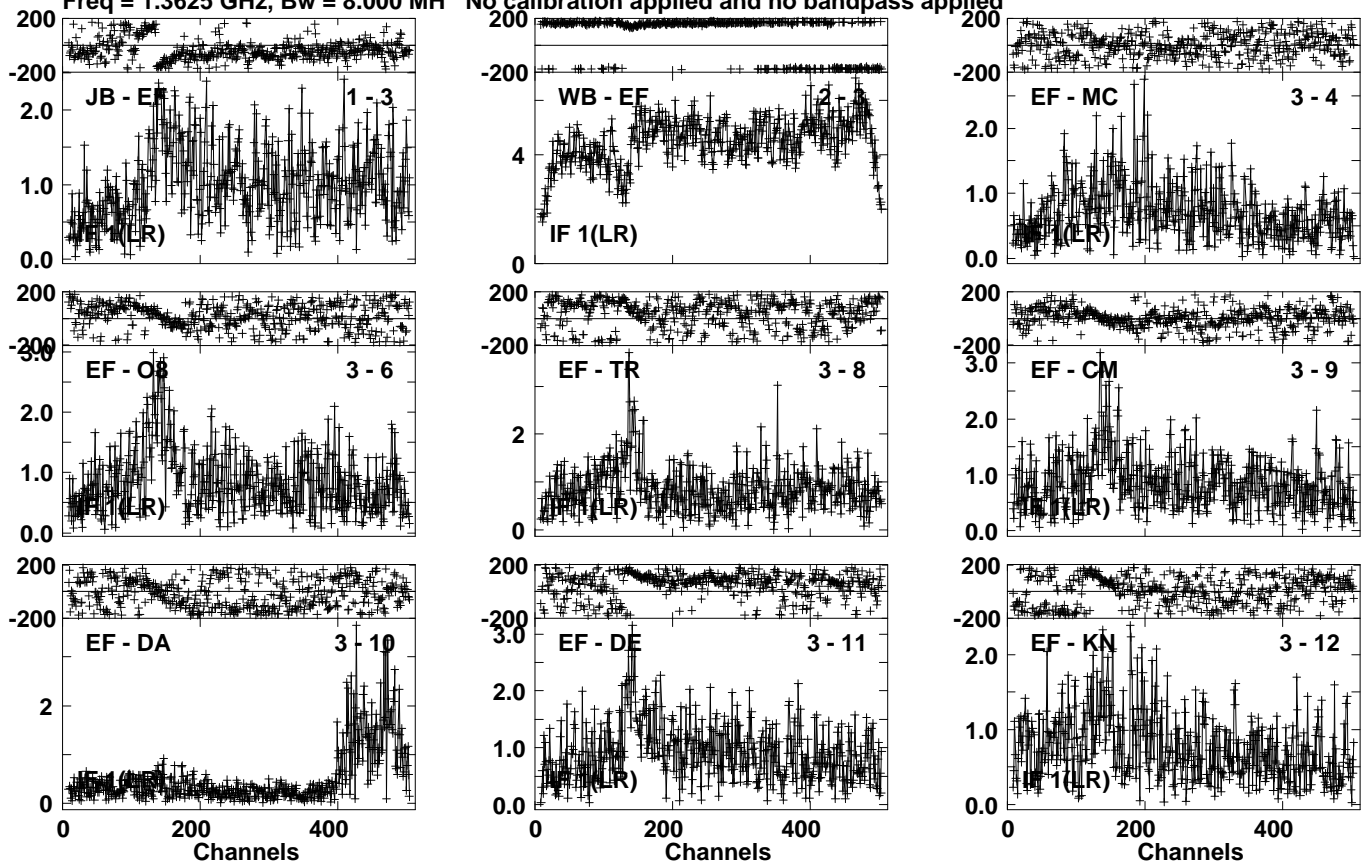 Freq = 1.3625 GHz, Bw = 8.000 MH No calibration applied and no bandpass applied
200 200 200
-200 -200 -200
JB - EF 1 - 3 WB - EF 2 - 3 EF - MC 3 - 4
2.0 2.0
4
1.0 1.0
IF 1(LR) IF 1(LR) IF 1(LR)
0.0 0 0.0
200 200 200
-200 -200 -200
3.0 3.0
EF - O8 3 - 6 EF - TR 3 - 8 EF - CM 3 - 9
2.0 2 2.0
1.0 1.0
IF 1(LR) IF 1(LR) IF 1(LR)
0.0 0 0.0
200 200 200
-200 -200 -200
EF - DA 3 - 10 EF - DE 3 - 11 EF - KN 3 - 12
3.0 2.0
2 2.0
1.0 1.0
IF 1(LR) IF 1(LR) IF 1(LR)
0 0.0 0.0
0 200 400 0 200 400 0 200 400
Channels Channels Channels